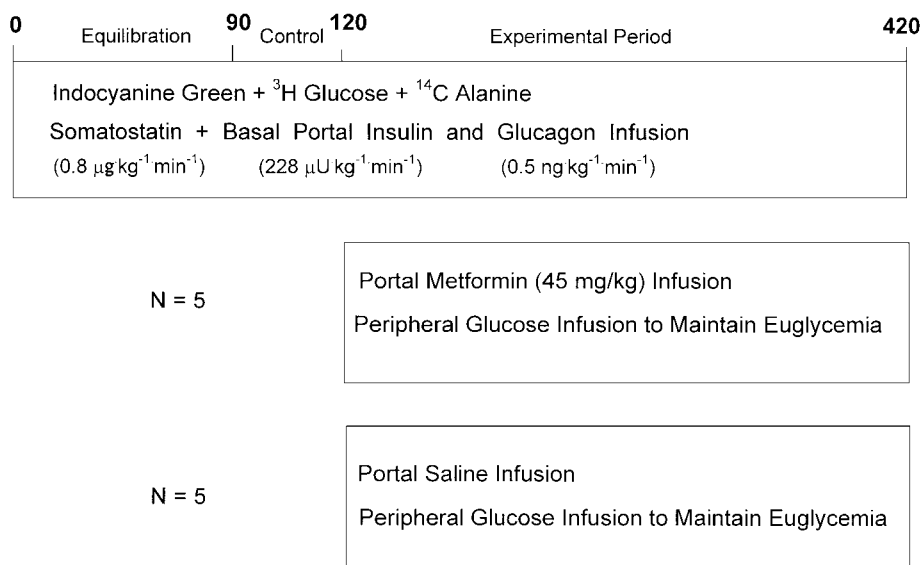 0 90 120 420
Equilibration Control Experimental Period
Indocyanine Green + ³H Glucose + ¹⁴C Alanine
Somatostatin + Basal Portal Insulin and Glucagon Infusion
(0.8 µg·kg⁻¹·min⁻¹) (228 µU·kg⁻¹·min⁻¹) (0.5 ng·kg⁻¹·min⁻¹)
N = 5
Portal Metformin (45 mg/kg) Infusion
Peripheral Glucose Infusion to Maintain Euglycemia
N = 5
Portal Saline Infusion
Peripheral Glucose Infusion to Maintain Euglycemia